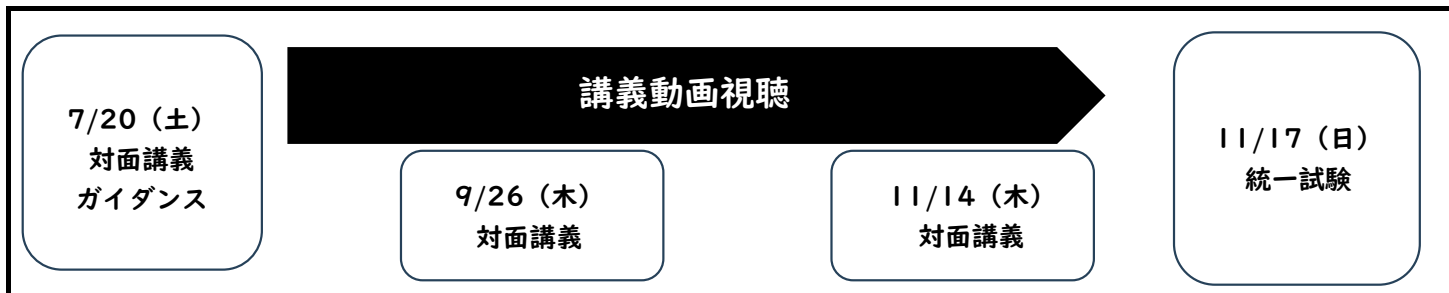 7/20（土）
対面講義
ガイダンス
講義動画視聴
9/26（木）
対面講義
11/14（木）
対面講義
11/17（日）
統一試験